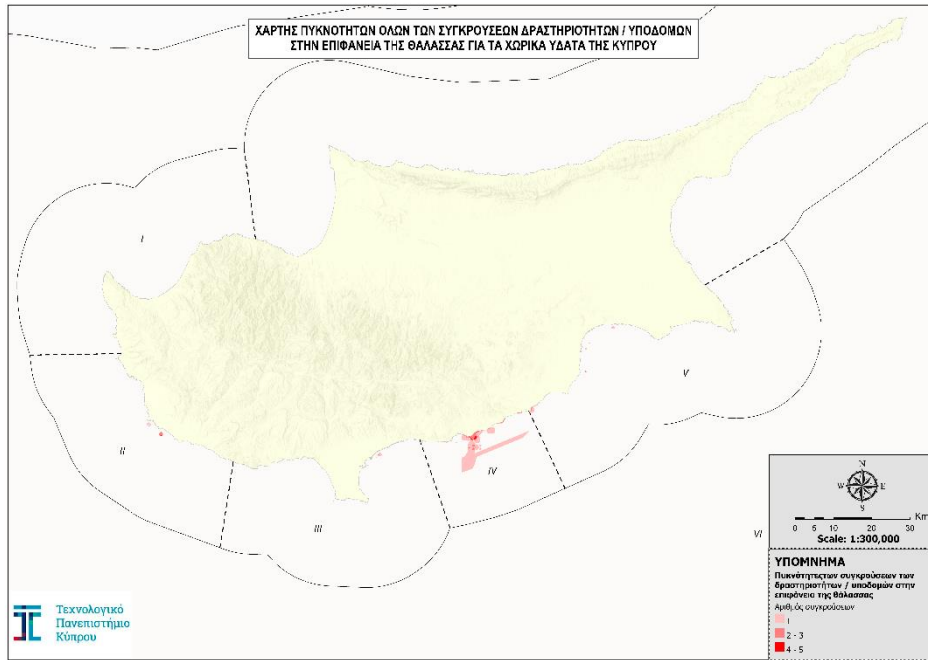 ΧΑΡΤΗΣ ΠΥΚΝΟΤΗΤΩΝ ΟΛΩΝ ΤΩΝ ΣΥΓΚΡΟΥΣΕΩΝ ΔΡΑΣΤΗΡΙΟΤΗΤΩΝ / ΥΠΟΔΟΜΩΝ
ΣΤΗΝ ΕΠΙΦΑΝΕΙΑ ΤΗΣ ΘΑΛΑΣΣΑΣ ΓΙΑ ΤΑ ΧΩΡΙΚΑ ΥΔΑΤΑ ΤΗΣ ΚΥΠΡΟΥ
I
V
II
IV
III
VI
N
W E
S
Km
0 5 10 20 30
Scale: 1:300,000
ΥΠΟΜΝΗΜΑ
Πυκνότητεςτων συγκρούσεων των
δραστηριοτήτων / υποδομών στην
επιφάνεια της θάλασσας
Αριθμός συγκρούσεων
1
2 - 3
4 - 5
Τεχνολογικό
Πανεπιστήμιο
Κύπρου